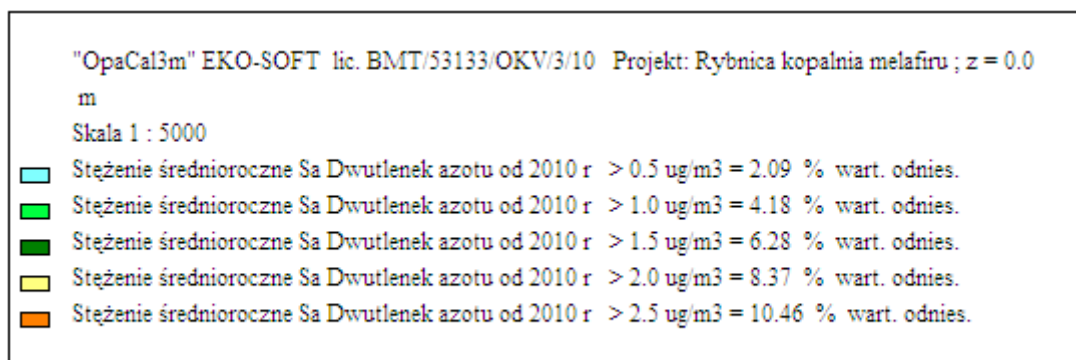 "OpaCal3m" EKO-SOFT lic. BMT/53133/OKV/3/10 Projekt: Rybnica kopalnia melafiru ; z = 0.0
m
Skala 1 : 5000
Stężenie średnioroczne Sa Dwutlenek azotu od 2010 r > 0.5 ug/m3 = 2.09 % wart. odnies.
Stężenie średnioroczne Sa Dwutlenek azotu od 2010 r > 1.0 ug/m3 = 4.18 % wart. odnies.
Stężenie średnioroczne Sa Dwutlenek azotu od 2010 r > 1.5 ug/m3 = 6.28 % wart. odnies.
Stężenie średnioroczne Sa Dwutlenek azotu od 2010 r > 2.0 ug/m3 = 8.37 % wart. odnies.
Stężenie średnioroczne Sa Dwutlenek azotu od 2010 r > 2.5 ug/m3 = 10.46 % wart. odnies.